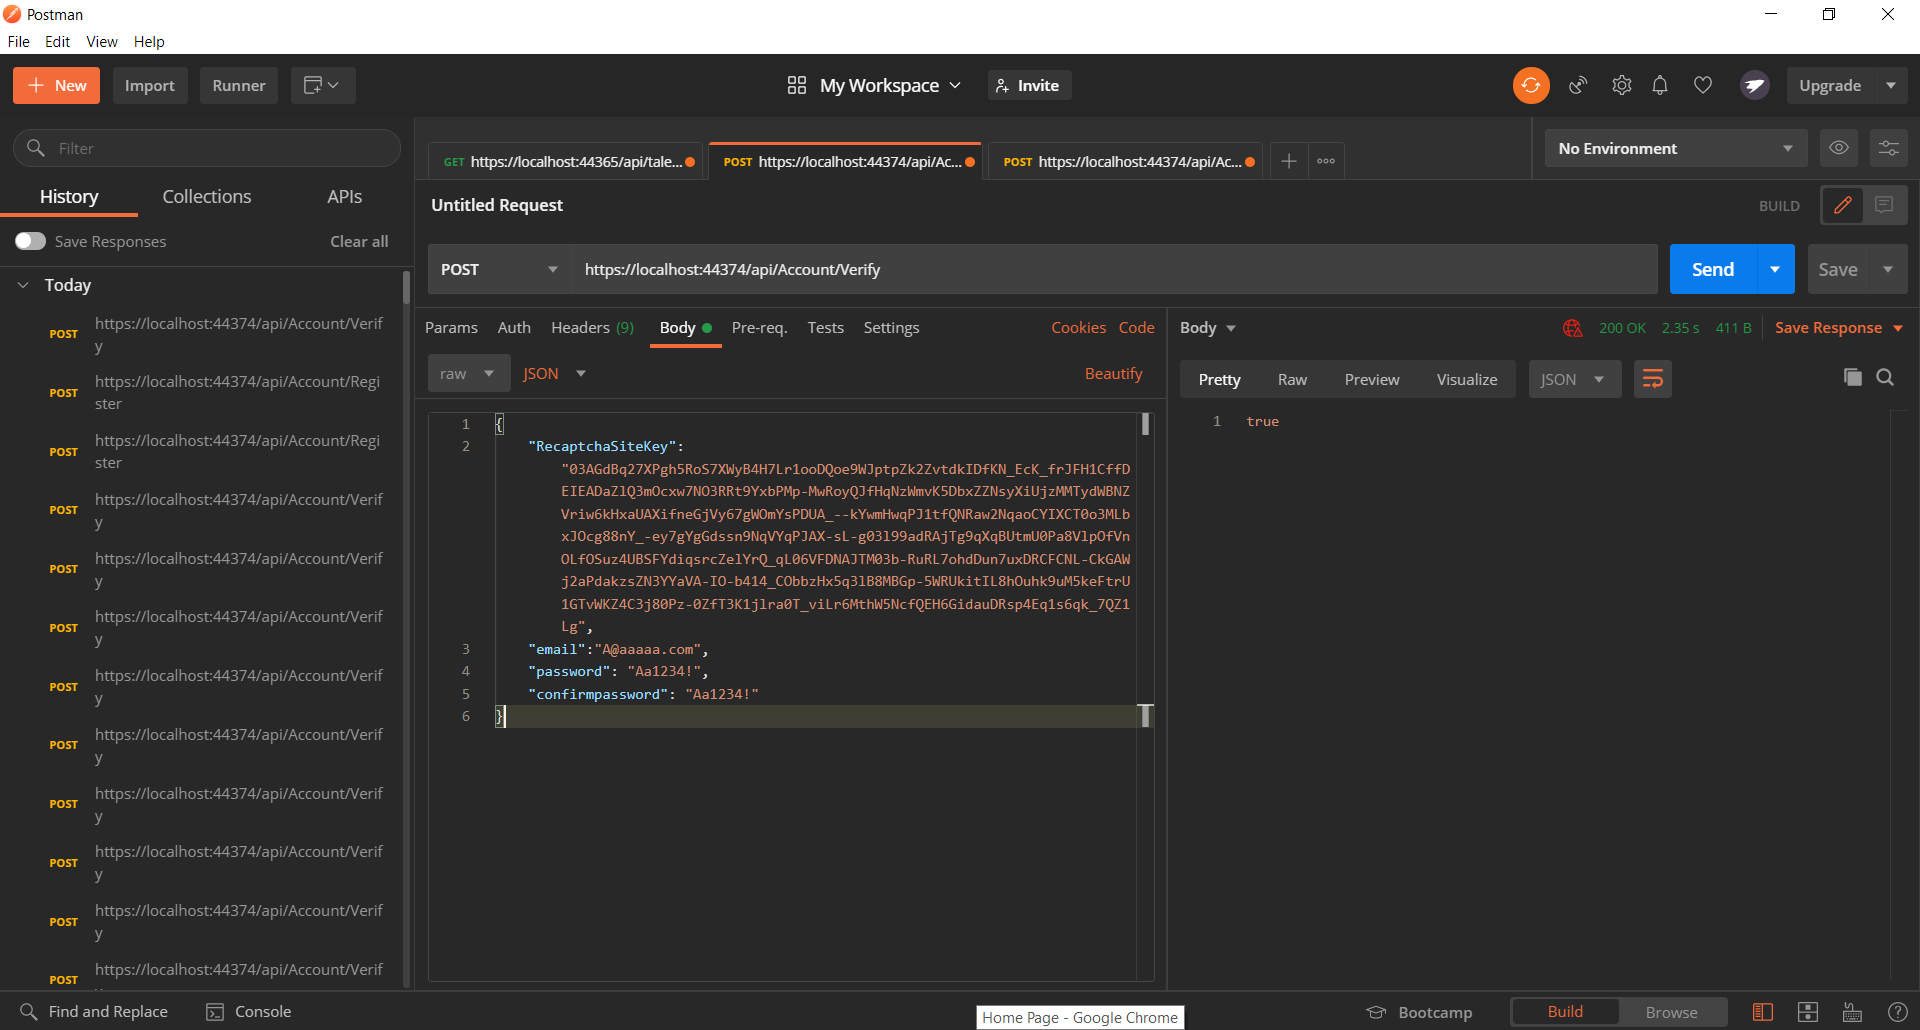 Postman
File Edit View Help
New Import Runner My Workspace Invite Upgrade
Filter
History Collections APIs
Save Responses Clear all
Today
POST https://localhost:44374/api/Account/Verif
y
POST https://localhost:44374/api/Account/Regi
ster
POST https://localhost:44374/api/Account/Regi
ster
POST https://localhost:44374/api/Account/Verif
y
POST https://localhost:44374/api/Account/Verif
y
POST https://localhost:44374/api/Account/Verif
y
POST https://localhost:44374/api/Account/Verif
y
POST https://localhost:44374/api/Account/Verif
y
POST https://localhost:44374/api/Account/Verif
y
POST https://localhost:44374/api/Account/Verif
y
POST https://localhost:44374/api/Account/Verif
y
POST https://localhost:44374/api/Account/Verif
GET https://localhost:44365/api/tale... POST https://localhost:44374/api/Ac... POST https://localhost:44374/api/Ac... No Environment
Untitled Request BUILD
POST https://localhost:44374/api/Account/Verify Send Save
Params Auth Headers (9) Body Pre-req. Tests Settings Cookies Code
raw JSON Beautify
1 {
2 "RecaptchaSiteKey":
"03AGdBq27XPgh5RoS7XWyB4H7Lr1ooDQoe9WJptpZk2ZvtdkIDfKN_EcK_frJFH1CffD
EIEADaZlQ3mOcxw7NO3RRt9YxbPMp-MwRoyQJfHqNzWmvK5DbxZZNsyXiUjzMMTydWBNZ
Vriw6kHxaUAXifneGjVy67gWOmYsPDUA_--kYwmHwqPJ1tfQNRaw2NqaoCYIXCT0o3MLb
xJOcg88nY_-ey7gYgGdssn9NqVYqPJAX-sL-g03l99adRAjTg9qXqBUtmU0Pa8VlpOfVn
OLfOSuz4UBSFYdiqsrcZelYrQ_qL06VFDNAJTM03b-RuRL7ohdDun7uxDRCFCNL-CkGAW
j2aPdakzsZN3YYaVA-IO-b414_CObbzHx5q3lB8MBGp-5WRUkitIL8hOuhk9uM5keFtrU
1GTvWKZ4C3j80Pz-0ZfT3K1jlra0T_viLr6MthW5NcfQEH6GidauDRsp4Eq1s6qk_7QZ1
Lg",
3 "email":"A@aaaaa.com",
4 "password": "Aa1234!",
5 "confirmpassword": "Aa1234!"
6 }
Body 200 OK 2.35 s 411 B Save Response
Pretty Raw Preview Visualize JSON
1 true
Find and Replace Console Home Page - Google Chrome Bootcamp Build Browse